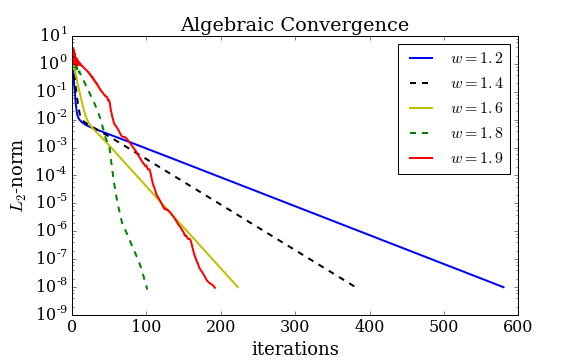 Algebraic Convergence
10^1
10^0
10^-1
10^-2
10^-3
10^-4
10^-5
10^-6
10^-7
10^-8
10^-9
L_2-norm
w = 1.2
w = 1.4
w = 1.6
w = 1.8
w = 1.9
0 100 200 300 400 500 600
iterations